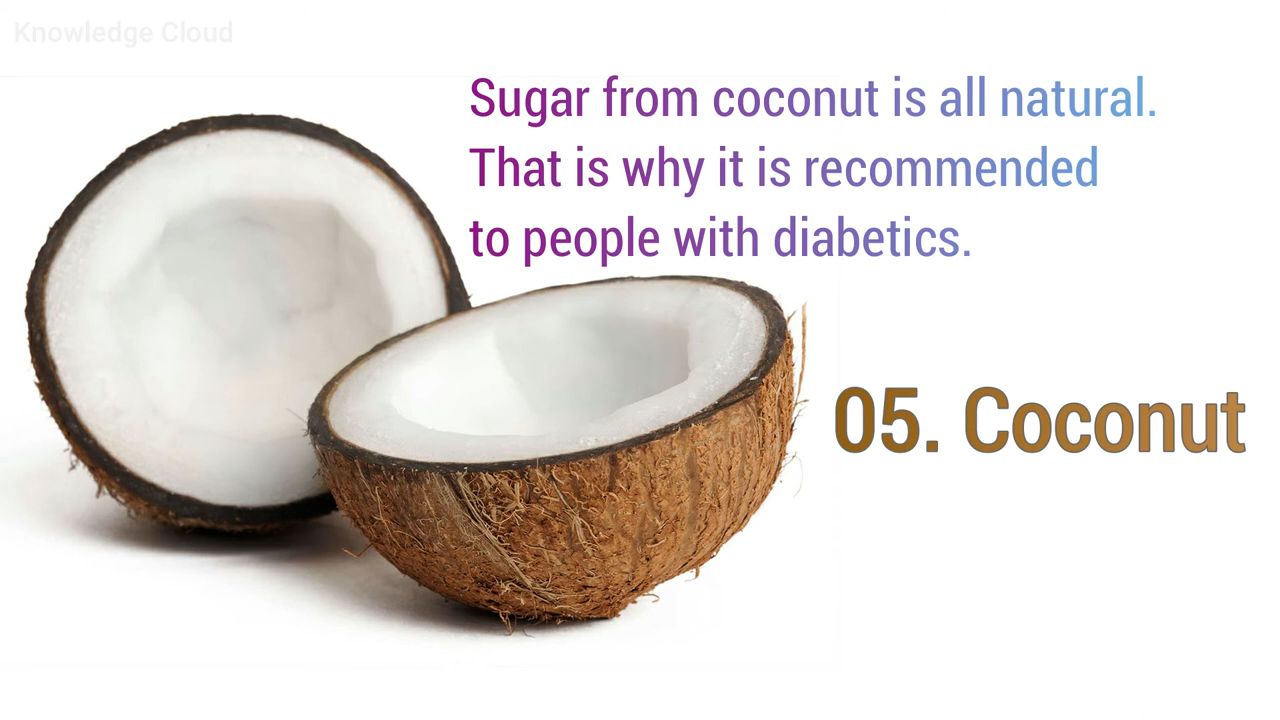 Knowledge Cloud
Sugar from coconut is all natural.
That is why it is recommended
to people with diabetics.
05. Coconut